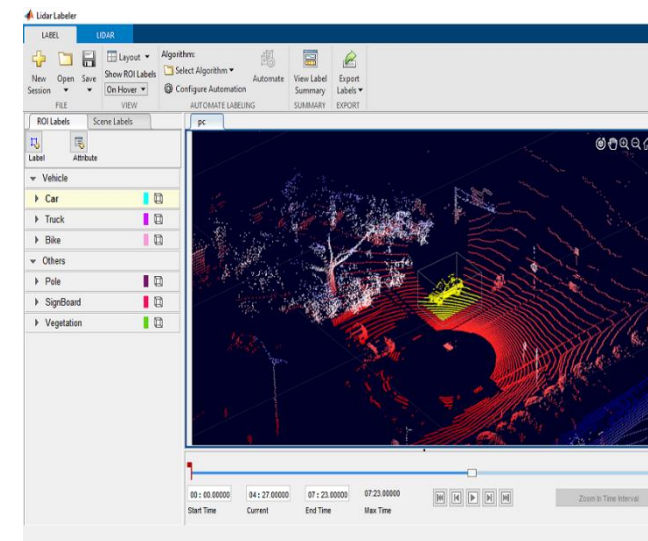 Lidar Labeler
LABEL LIDAR
New Session
Open
Save
FILE
Layout
Show ROI Labels
On Hover
VIEW
Algorithm:
Select Algorithm
Configure Automation
Automate
AUTOMATE LABELING
View Label Summary
SUMMARY
Export Labels
EXPORT
ROI Labels Scene Labels
pc
Label Attribute
Vehicle
Car
Truck
Bike
Others
Pole
SignBoard
Vegetation
00 : 00.00000 04 : 27.00000 07 : 23.00000 07:23.00000
Start Time Current End Time Max Time
Zoom In Time Interval